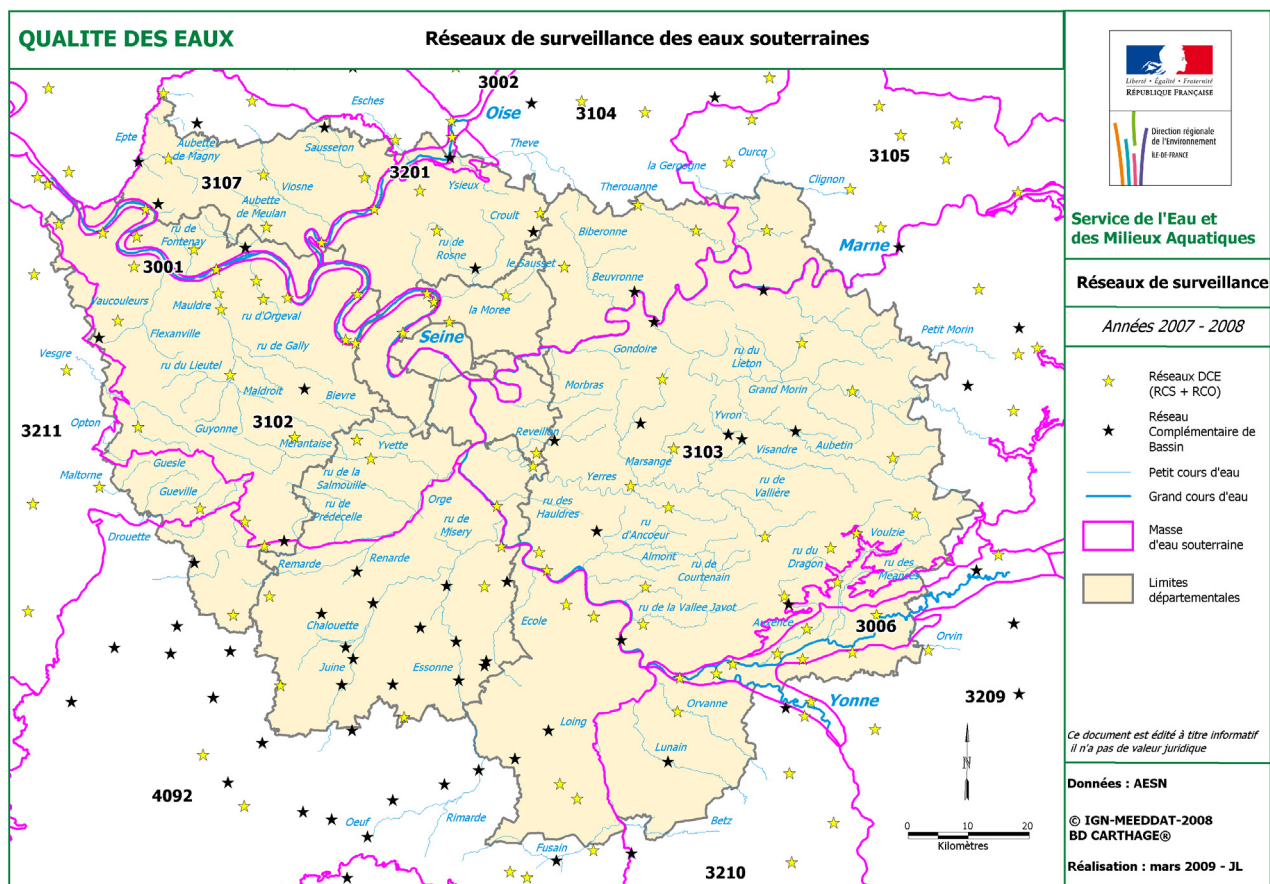 QUALITE DES EAUX
Réseaux de surveillance des eaux souterraines
3002
Oise
3104
Esches
Epte
Aubette
de Magny
Sausseron
Theve
la Gergogne
Ourcq
3105
3107
Viosne
3201
Ysieux
Therouanne
Clignon
Aubette
de Meulan
Croult
ru de
Fontenay
ru de
Rosne
Biberonne
Marne
3001
le Sausset
Beuvronne
Vaucouleurs
Mauldre
ru d'Orgeval
la Moree
Flexanville
Seine
Petit Morin
Vesgre
ru de Gally
Gondoire
ru du
Lieton
ru du Lieutel
Maldroit
Bievre
Morbras
Grand Morin
Opton
3102
Guyonne
Merantaise
Yvette
Reveillon
Yvron
Visandre
Aubetin
3211
3103
Maltorne
Guesle
Gueville
ru de la
Salmouille
ru de
Prédecelle
Orge
Marsange
Yerres
ru de
Vallière
ru des
Hauldres
ru de
Misery
ru
d'Ancoeur
Voulzie
Drouette
Remarde
Renarde
Almont
ru de
Courtenain
ru du
Dragon
ru des
Meances
Chalouette
Ecole
ru de la Vallee Javot
Auxence
3006
Orvin
Juine
Essonne
Yonne
3209
Orvanne
Loing
Lunain
4092
Oeuf
Rimarde
Betz
Fusain
3210
N
0 10 20
Kilomètres
Liberté • Égalité • Fraternité
RÉPUBLIQUE FRANÇAISE
Direction régionale
de l'Environnement
ÎLE-DE-FRANCE
Service de l'Eau et
des Milieux Aquatiques
Réseaux de surveillance
Années 2007 - 2008
Réseaux DCE
(RCS + RCO)
Réseau
Complémentaire de
Bassin
Petit cours d'eau
Grand cours d'eau
Masse
d'eau souterraine
Limites
départementales
Ce document est édité à titre informatif
il n'a pas de valeur juridique
Données : AESN
© IGN-MEEDDAT-2008
BD CARTHAGE®
Réalisation : mars 2009 - JL